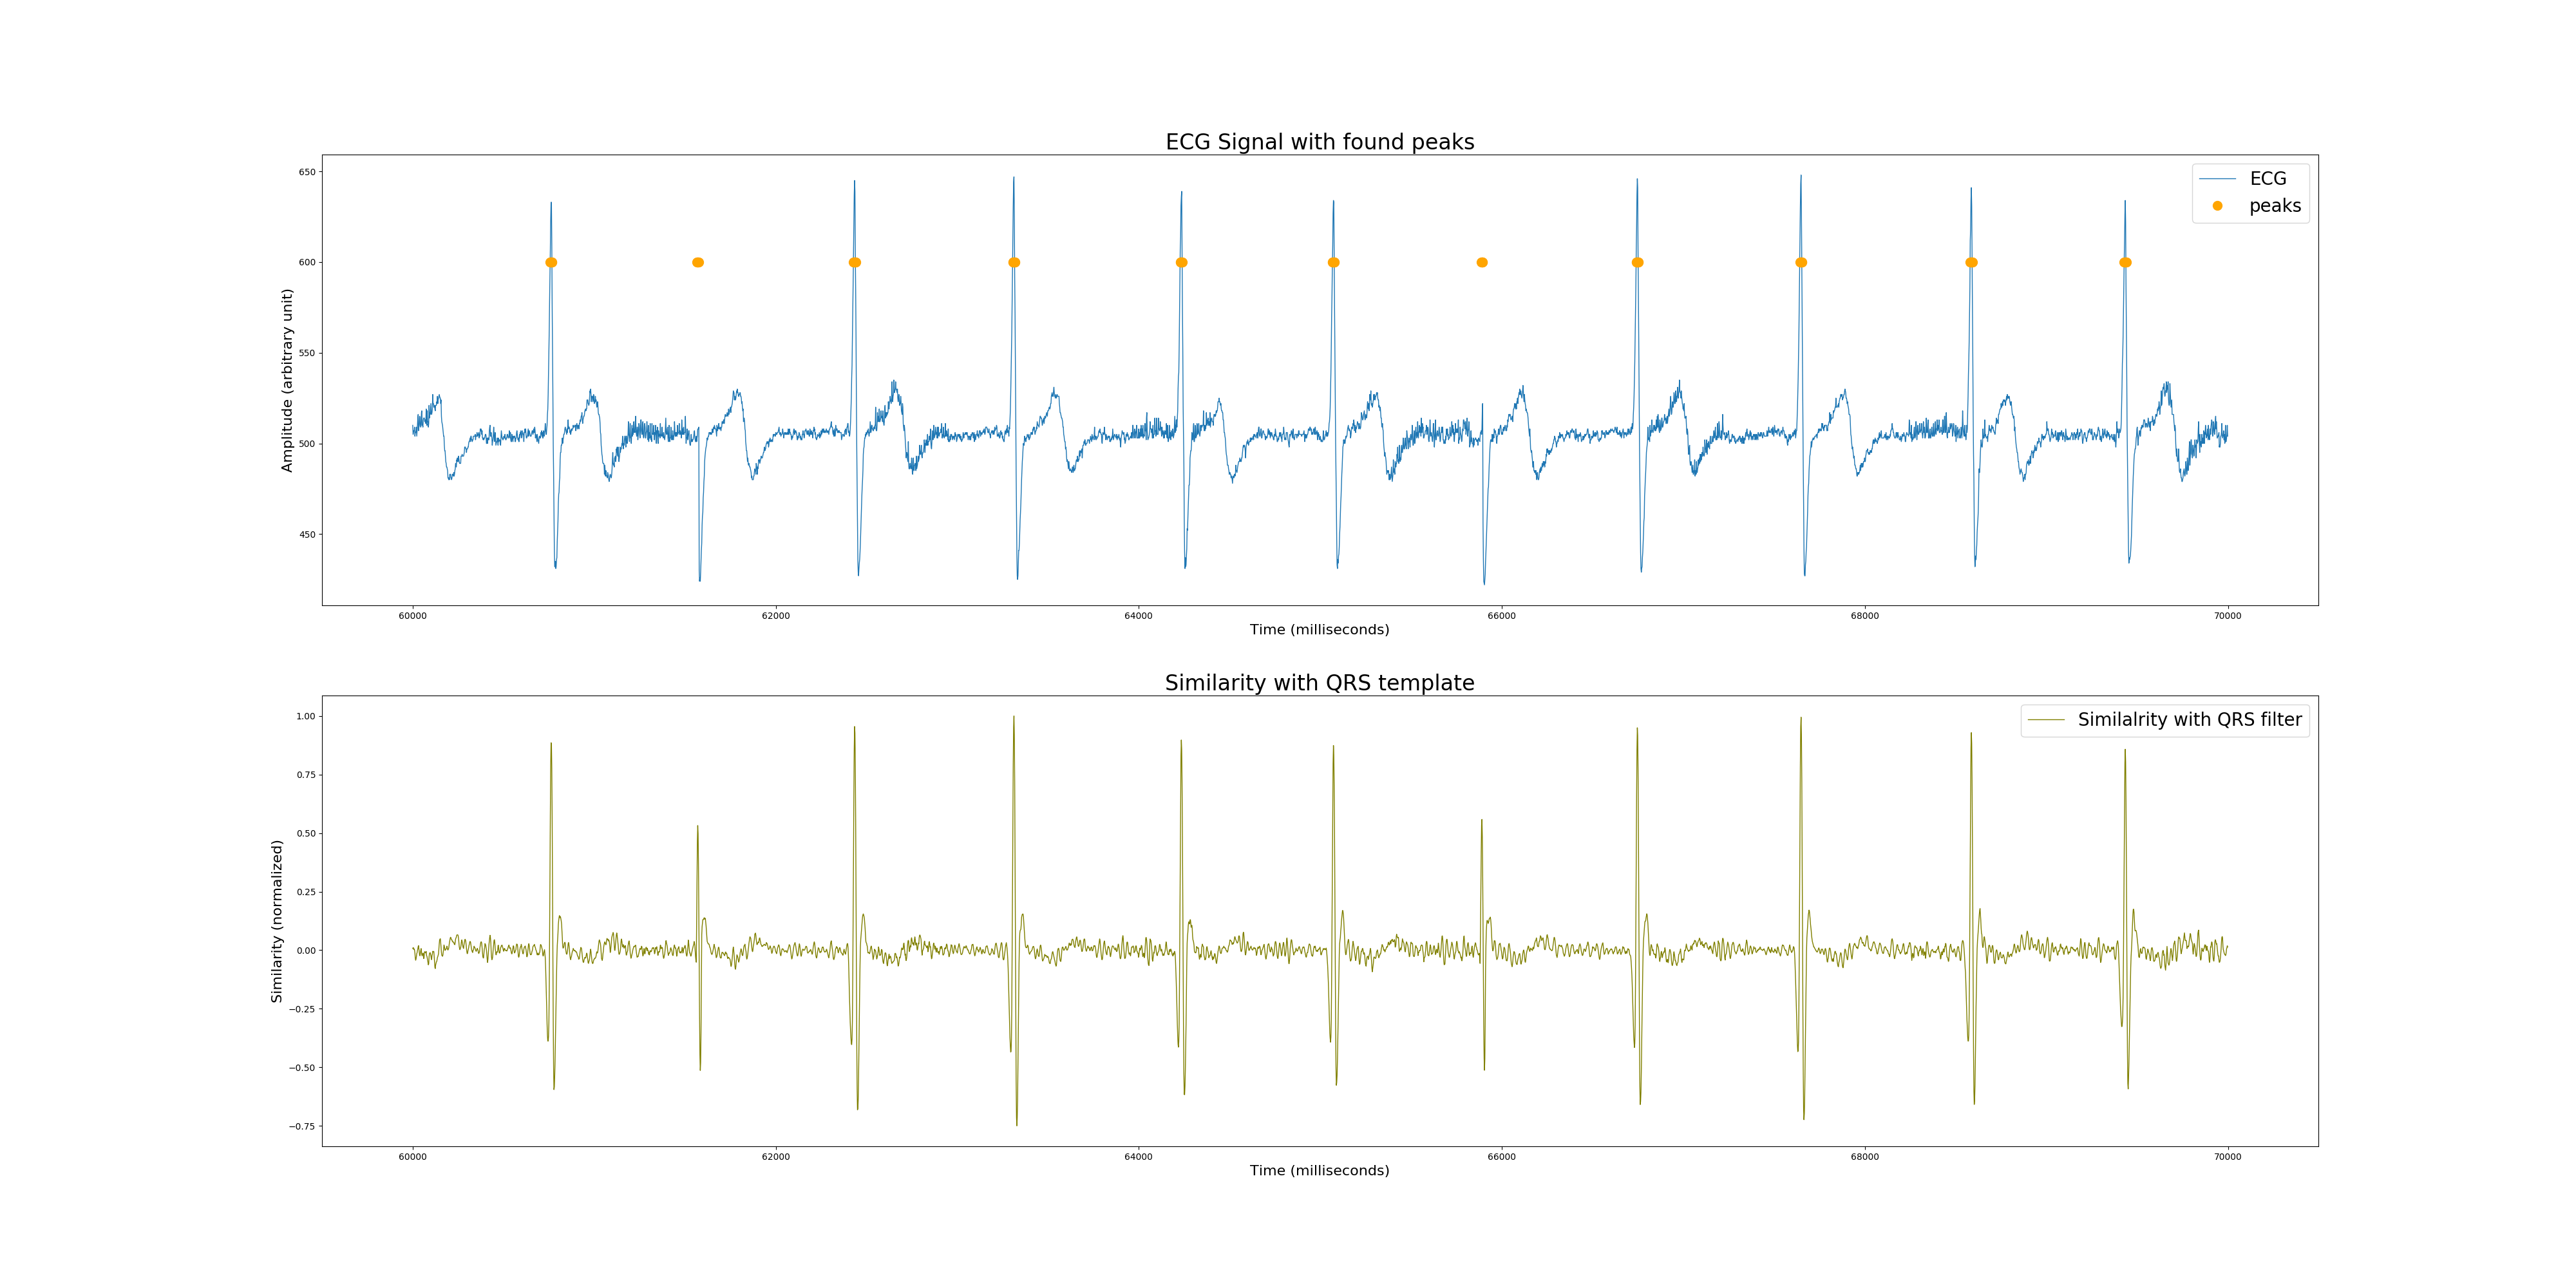 ECG Signal with found peaks
650
600
550
500
450
Amplitude (arbitrary unit)
ECG
peaks
60000 62000 64000 66000 68000 70000
Time (milliseconds)
Similarity with QRS template
1.00
0.75
0.50
0.25
0.00
−0.25
−0.50
−0.75
Similarity (normalized)
Similalrity with QRS filter
60000 62000 64000 66000 68000 70000
Time (milliseconds)